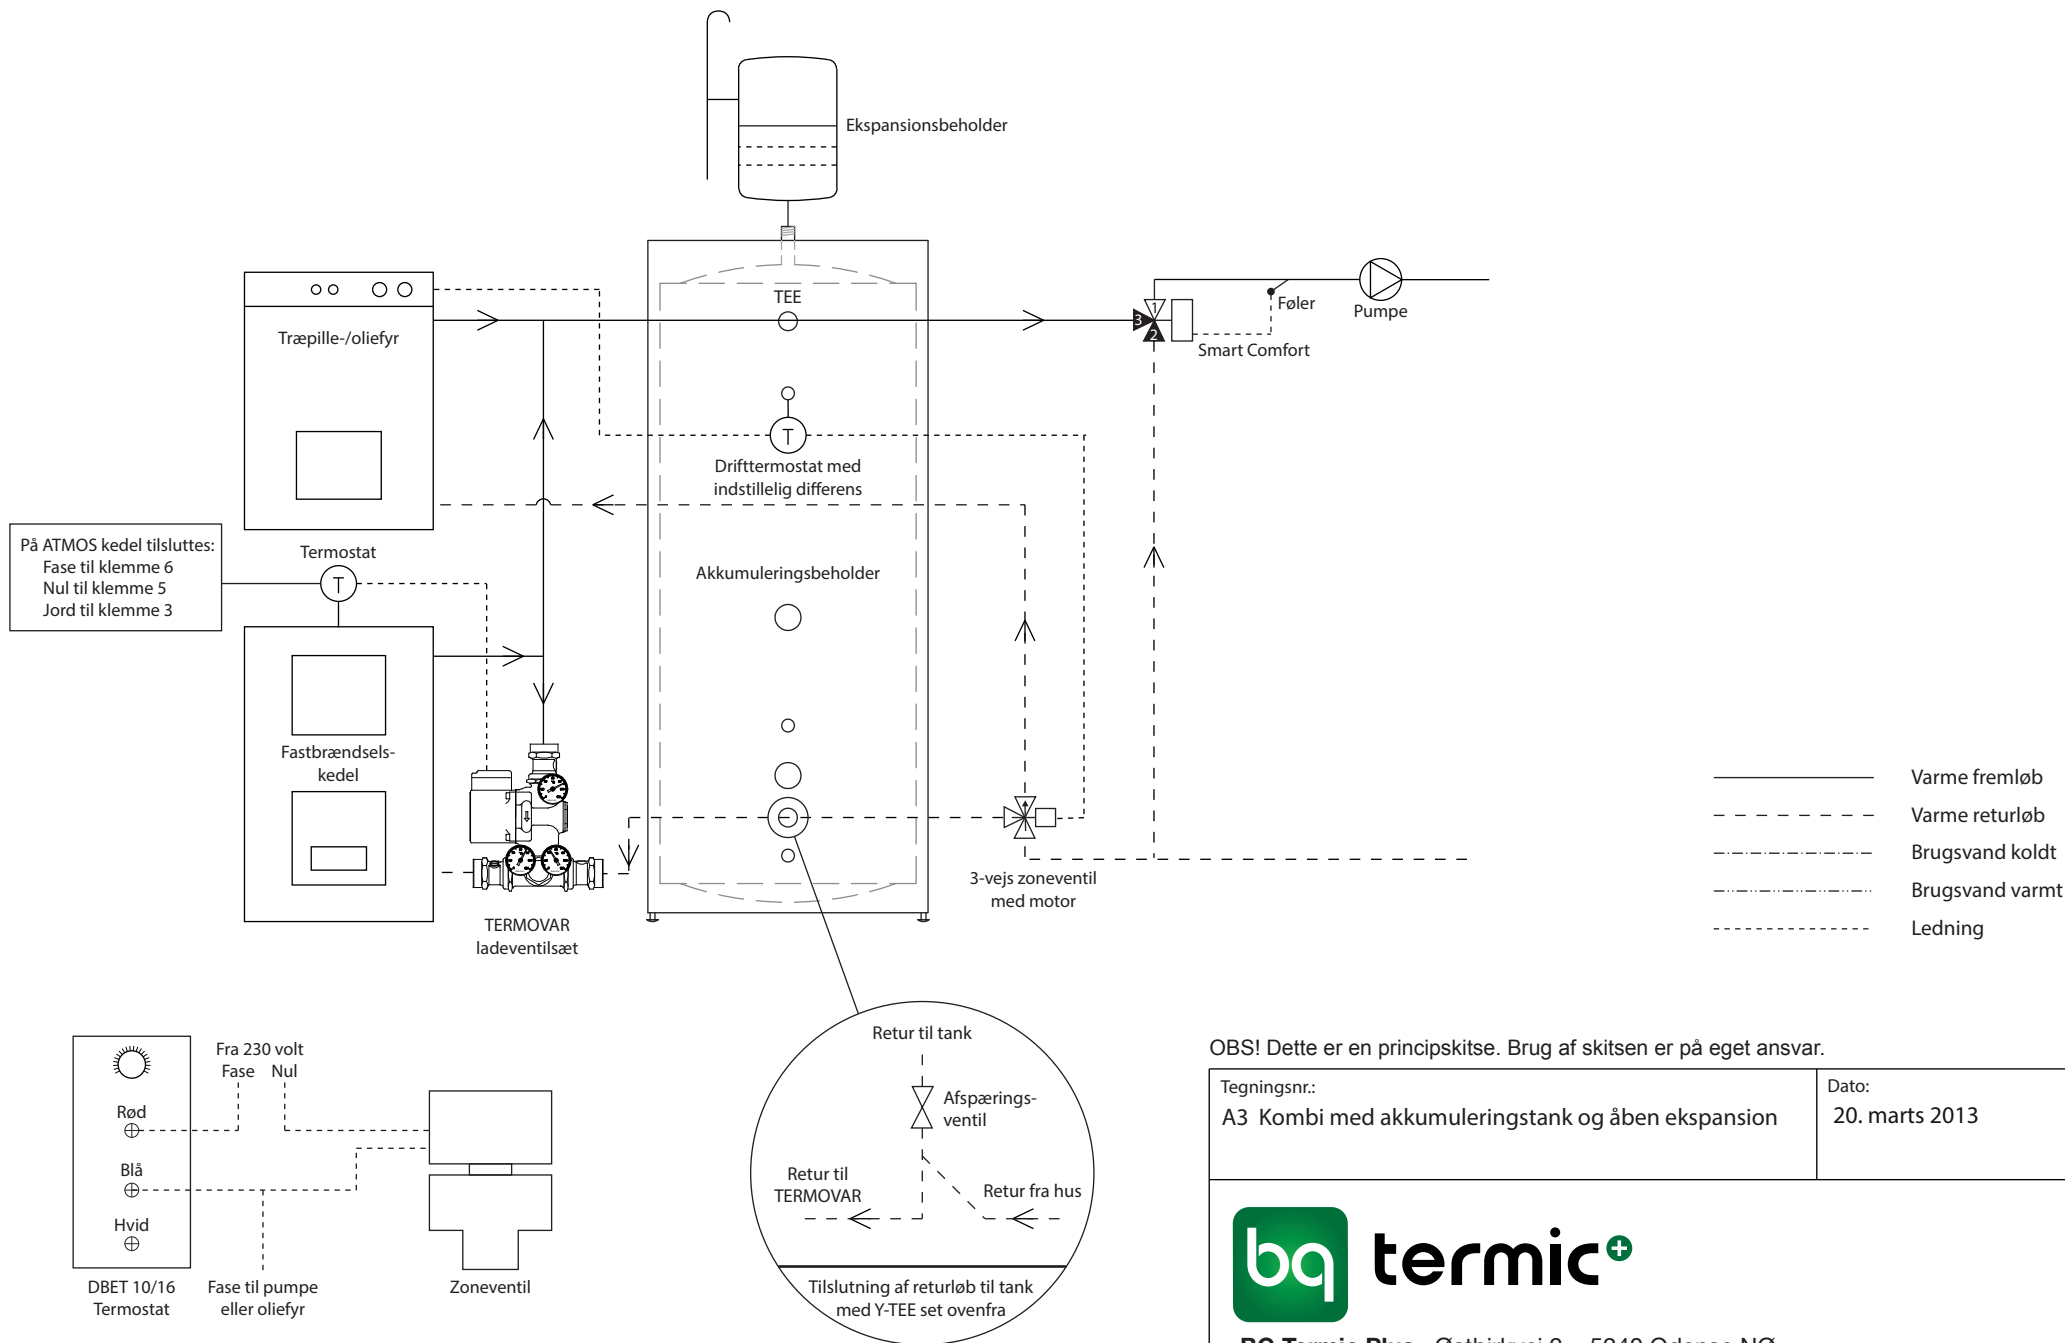 Ekspansionsbeholder
TEE
Føler
Pumpe
1
3
2
Smart Comfort
Træpille-/oliefyr
T
Drifttermostat med
indstillelig differens
På ATMOS kedel tilsluttes:
Fase til klemme 6
Nul til klemme 5
Jord til klemme 3
Termostat
T
Akkumuleringsbeholder
Fastbrændsels-
kedel
TERMOVAR
ladeventilsæt
3-vejs zoneventil
med motor
Varme fremløb
Varme returløb
Brugsvand koldt
Brugsvand varmt
Ledning
Fra 230 volt
Fase Nul
Rød
Blå
Hvid
DBET 10/16
Termostat
Fase til pumpe
eller oliefyr
Zoneventil
Retur til tank
Afspærings-
ventil
Retur til
TERMOVAR
Retur fra hus
Tilslutning af returløb til tank
med Y-TEE set ovenfra
OBS! Dette er en principskitse. Brug af skitsen er på eget ansvar.
Tegningsnr.:
A3 Kombi med akkumuleringstank og åben ekspansion
Dato:
20. marts 2013
bq termic+